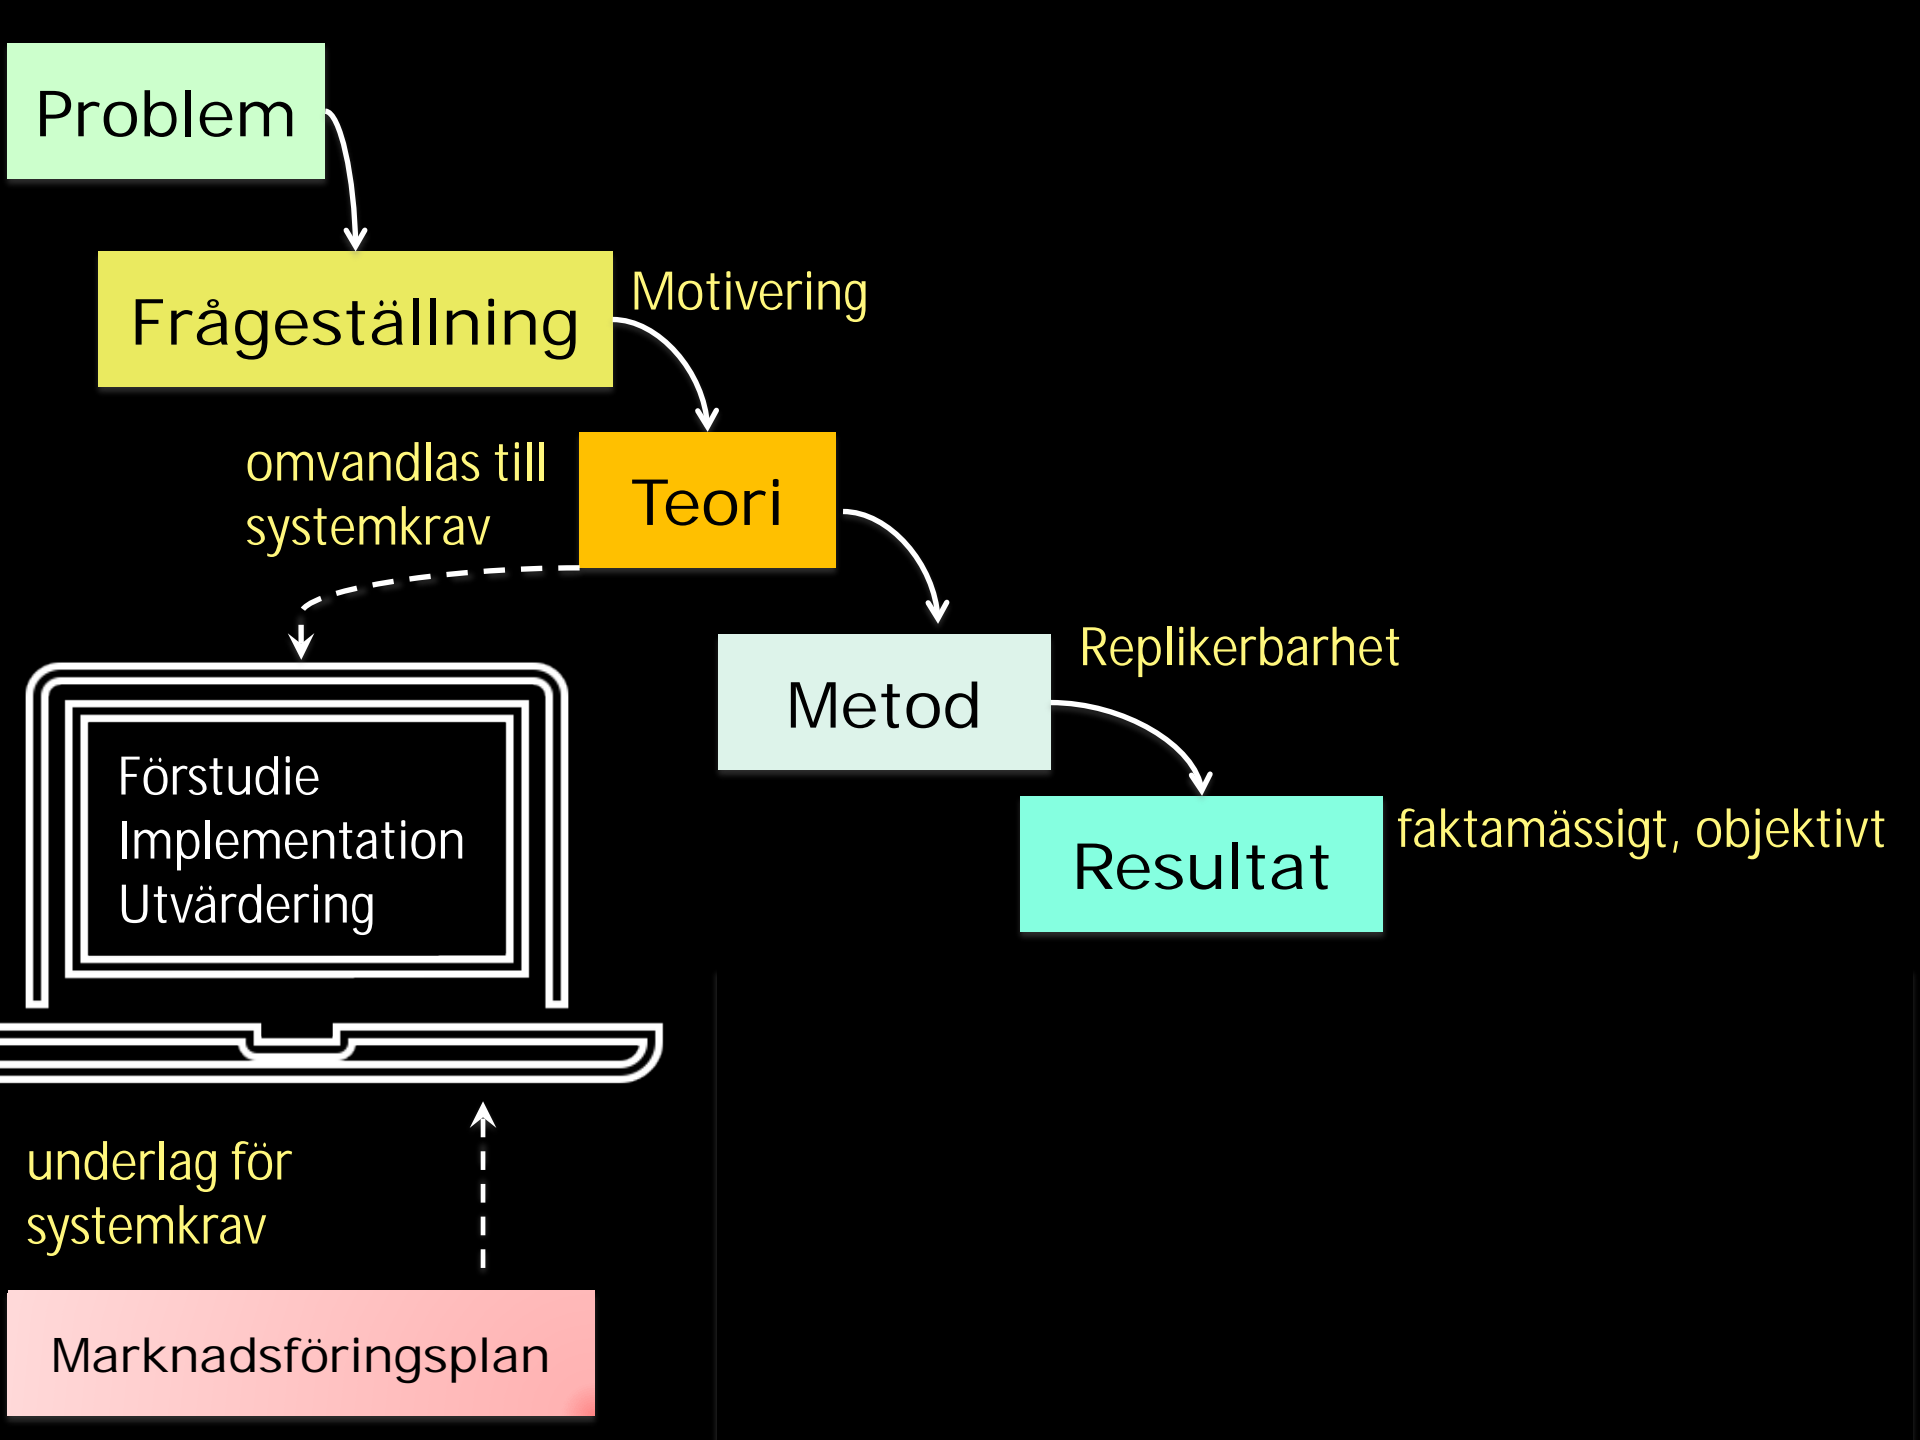 Problem
Frågeställning
Motivering
omvandlas till
systemkrav
Teori
Metod
Replikerbarhet
Förstudie
Implementation
Utvärdering
Resultat
faktamässigt, objektivt
underlag för
systemkrav
Marknadsföringsplan